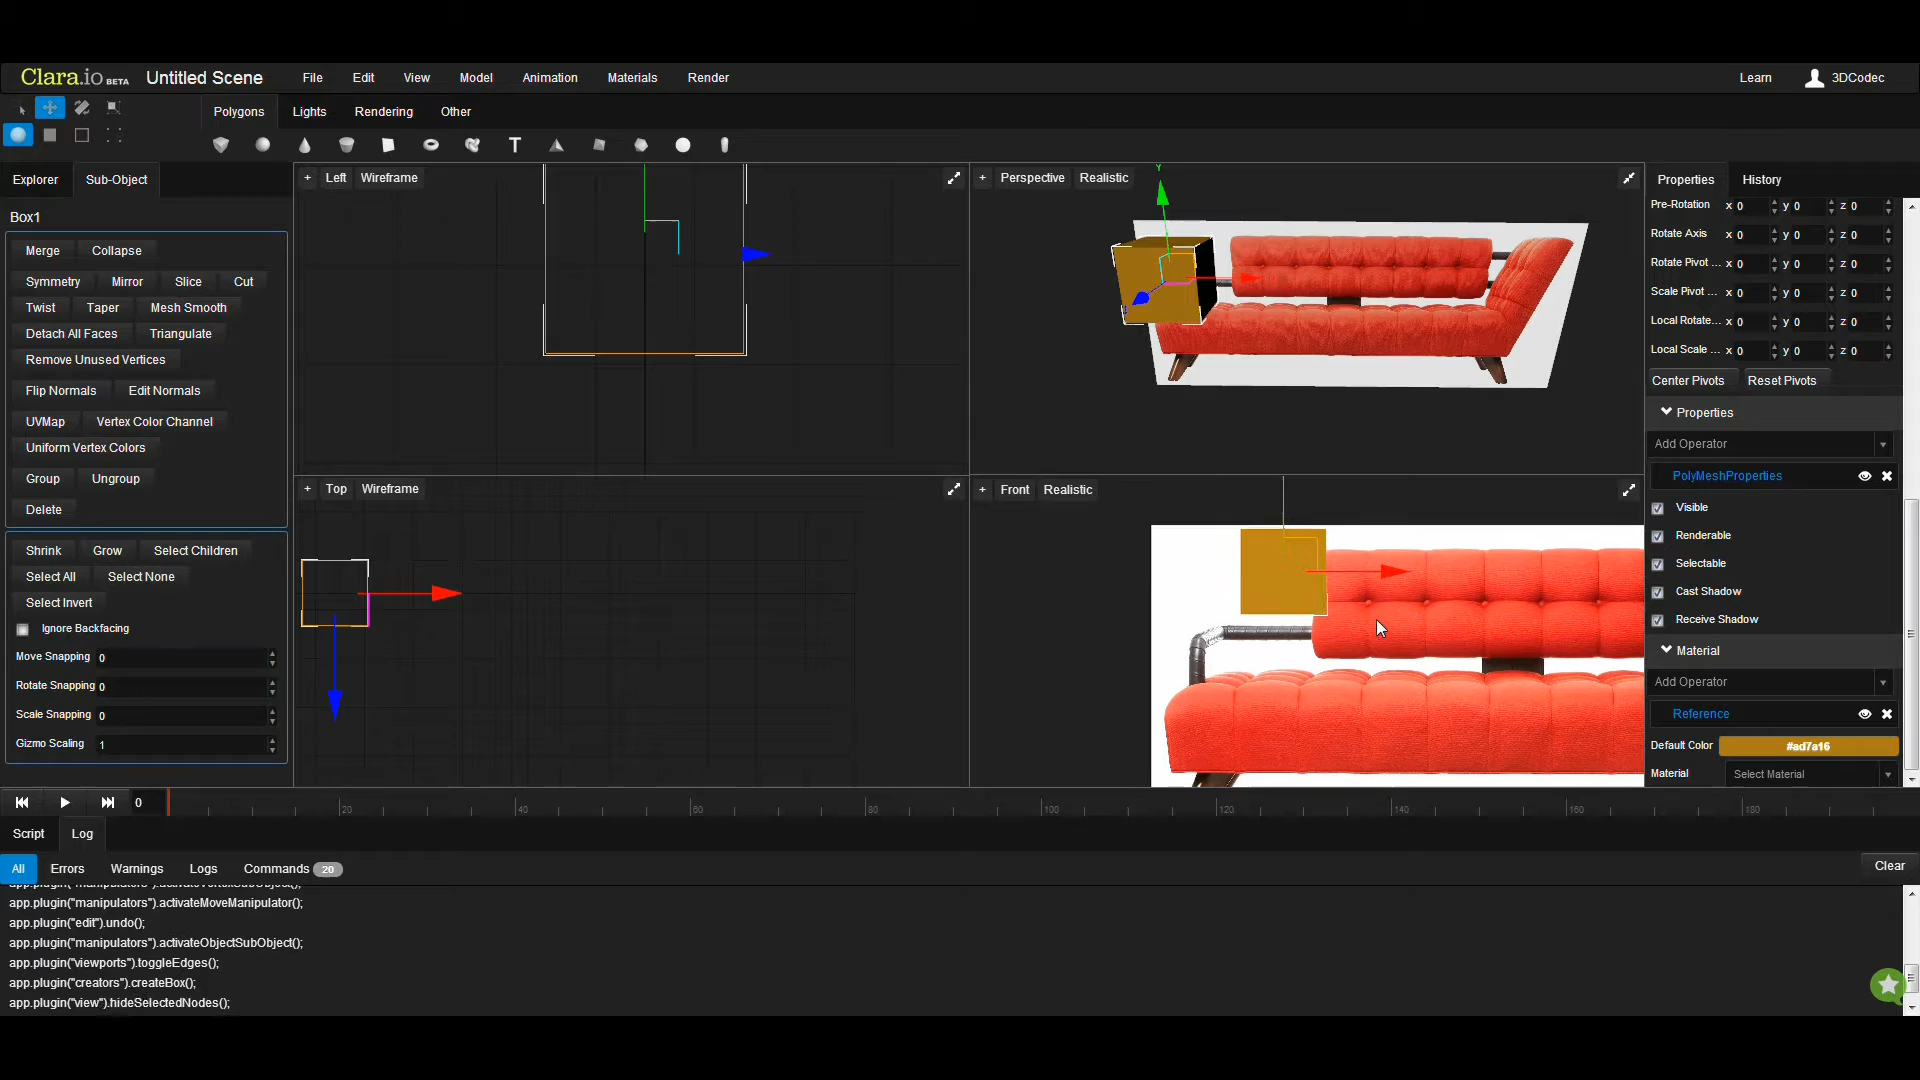 Clara.io BETA Untitled Scene File Edit View Model Animation Materials Render Learn 3DCodec
Polygons Lights Rendering Other
Explorer Sub-Object
Box1
Merge Collapse
Symmetry Mirror Slice Cut
Twist Taper Mesh Smooth
Detach All Faces Triangulate
Remove Unused Vertices
Flip Normals Edit Normals
UVMap Vertex Color Channel
Uniform Vertex Colors
Group Ungroup
Delete
Shrink Grow Select Children
Select All Select None
Select Invert
Ignore Backfacing
Move Snapping 0
Rotate Snapping 0
Scale Snapping 0
Gizmo Scaling 1
+ Left Wireframe
+ Perspective Realistic
Y
+ Top Wireframe
+ Front Realistic
Properties History
Pre-Rotation x 0 y 0 z 0
Rotate Axis x 0 y 0 z 0
Rotate Pivot ... x 0 y 0 z 0
Scale Pivot ... x 0 y 0 z 0
Local Rotate... x 0 y 0 z 0
Local Scale ... x 0 y 0 z 0
Center Pivots Reset Pivots
Properties
Add Operator
PolyMeshProperties
Visible
Renderable
Selectable
Cast Shadow
Receive Shadow
Material
Add Operator
Reference
Default Color #ad7a16
Material Select Material
0 20 40 60 80 100 120 140 160 180
Script Log
All Errors Warnings Logs Commands 20 Clear
app.plugin("manipulators").activateVertexSubObject();
app.plugin("manipulators").activateMoveManipulator();
app.plugin("edit").undo();
app.plugin("manipulators").activateObjectSubObject();
app.plugin("viewports").toggleEdges();
app.plugin("creators").createBox();
app.plugin("view").hideSelectedNodes();